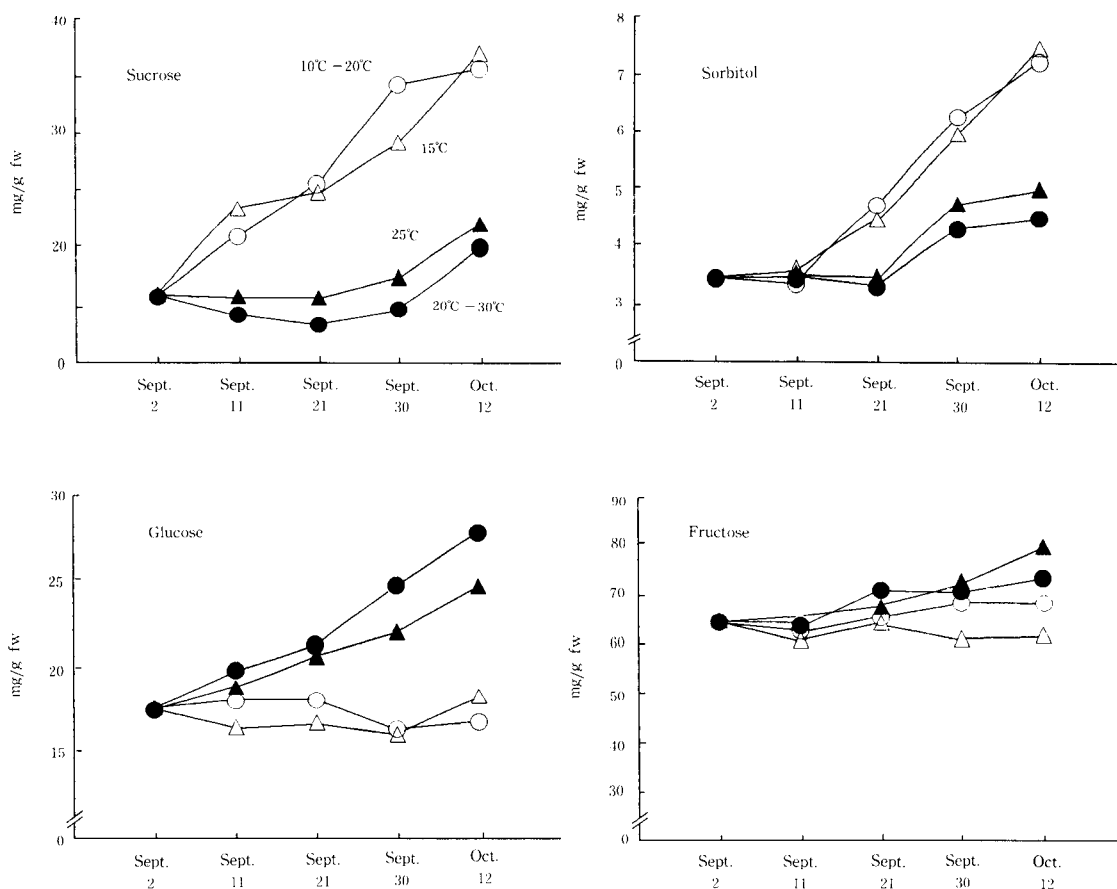 Sucrose
mg/g fw
40
30
20
0
10℃－20℃
15℃
25℃
20℃－30℃
Sept. Sept. Sept. Sept. Oct.
2 11 21 30 12
Sorbitol
mg/g fw
8
7
6
5
4
3
0
Sept. Sept. Sept. Sept. Oct.
2 11 21 30 12
Glucose
mg/g fw
30
25
20
15
0
Sept. Sept. Sept. Sept. Oct.
2 11 21 30 12
Fructose
mg/g fw
90
80
70
60
50
40
30
0
Sept. Sept. Sept. Sept. Oct.
2 11 21 30 12